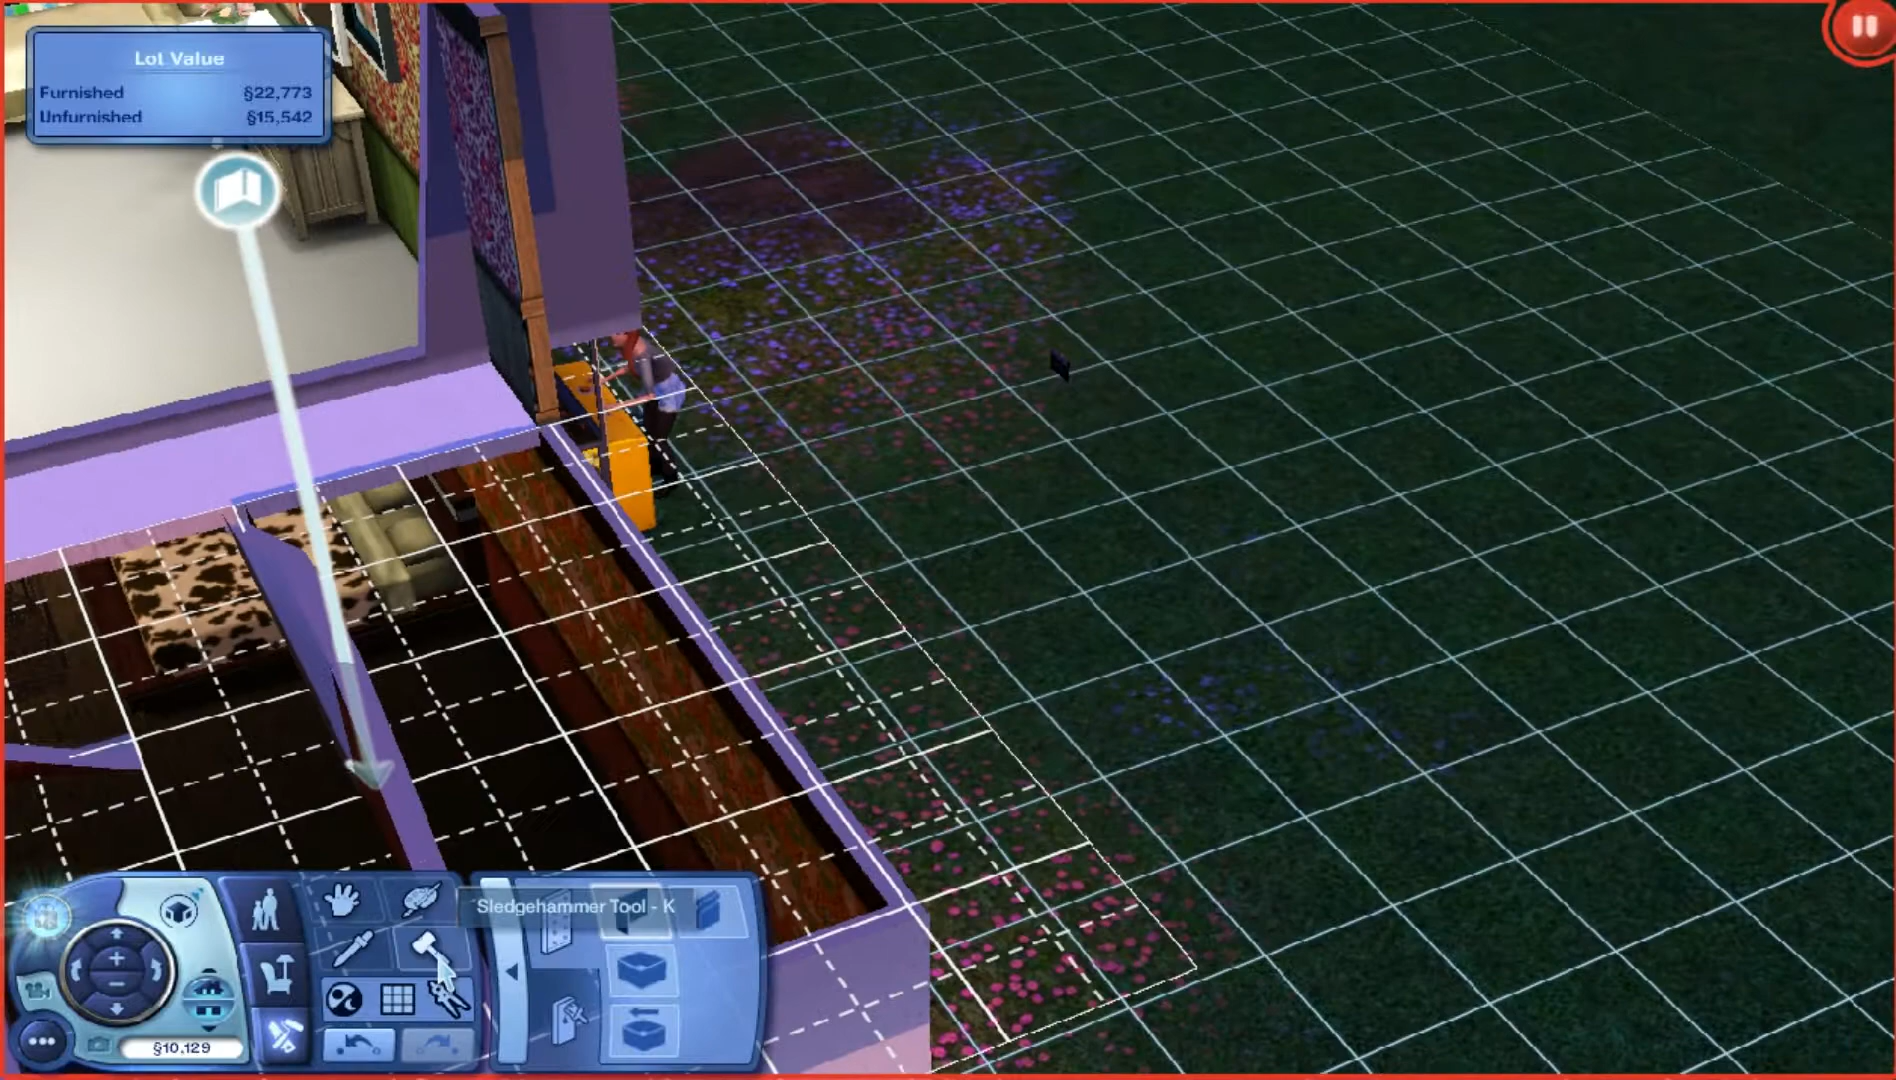 Lot Value
Furnished §22,773
Unfurnished §15,542
Sledgehammer Tool - K
§10,129